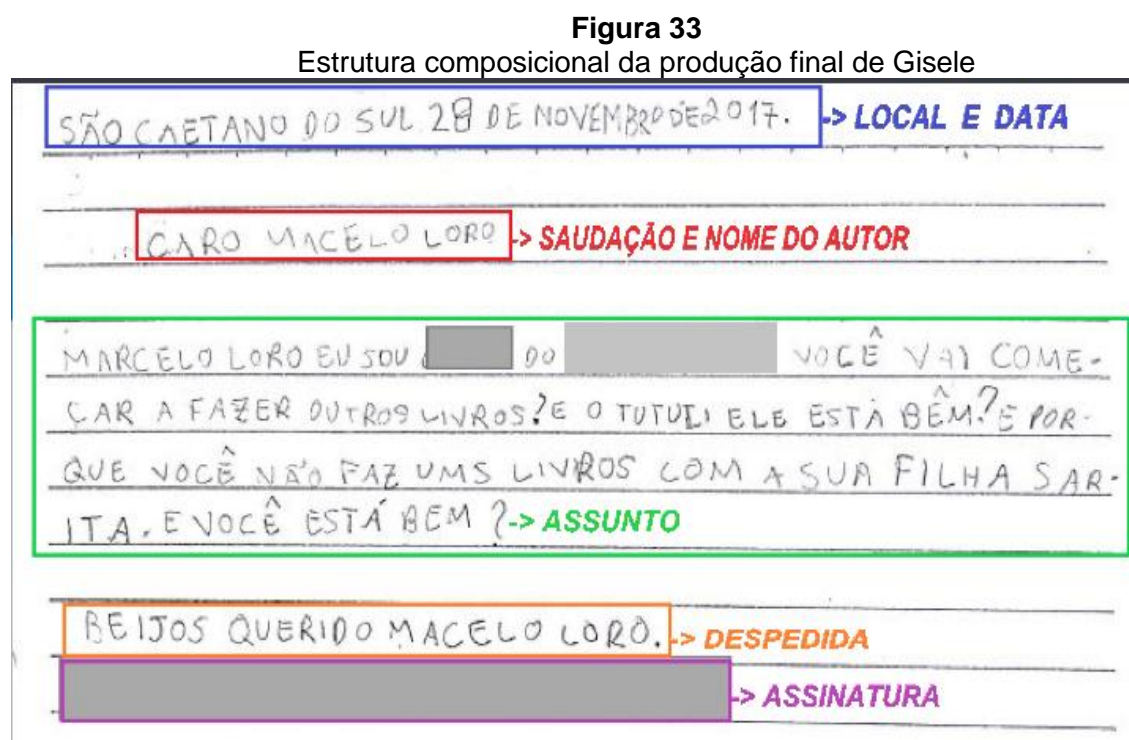 Figura 33
Estrutura composicional da produção final de Gisele
SÃO CAETANO DO SUL 28 DE NOVEMBRO DE 2017. -> LOCAL E DATA
CARO MACELO LORO -> SAUDAÇÃO E NOME DO AUTOR
MARCELO LORO EU SOU DO VOCÊ VAI COME-
ÇAR A FAZER OUTROS LIVROS? E O ELE ESTÁ BÊM? E POR-
QUE VOCÊ NÃO FAZ UMS LIVROS COM A SUA FILHA SAR-
ITA. E VOCÊ ESTÁ BEM ? -> ASSUNTO
BEIJOS QUERIDO MACELO LORO. -> DESPEDIDA
-> ASSINATURA